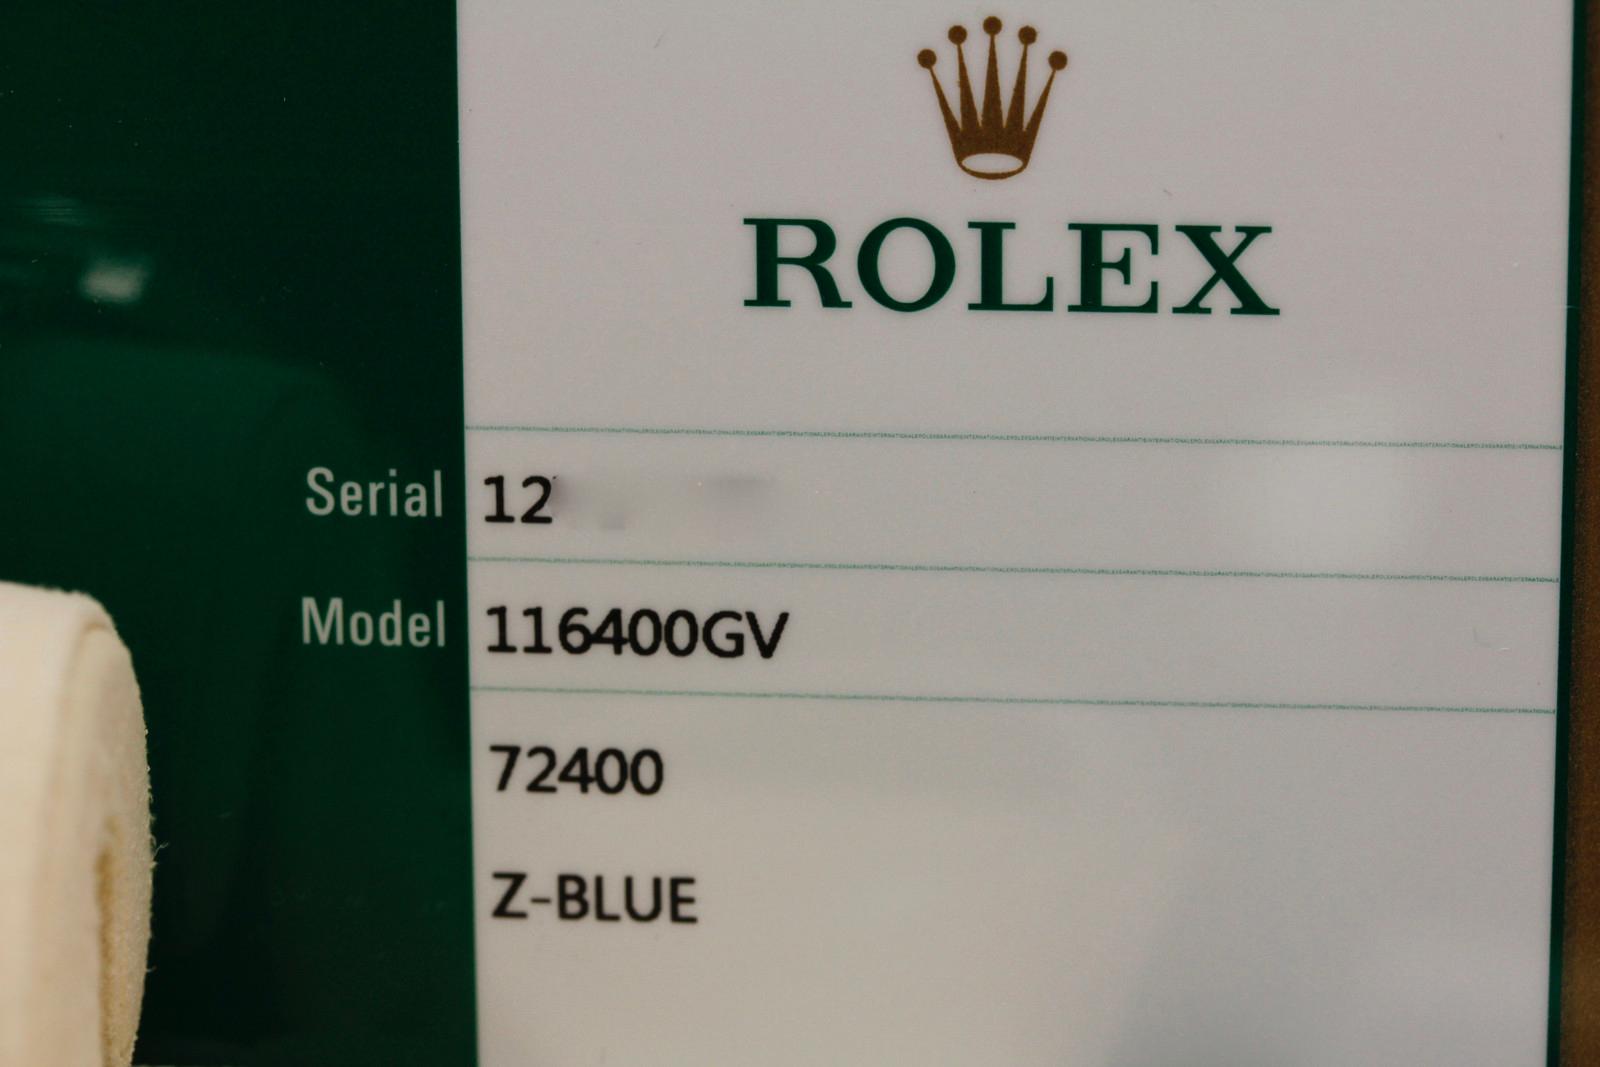 ROLEX
Serial 12
Model 116400GV
72400
Z-BLUE